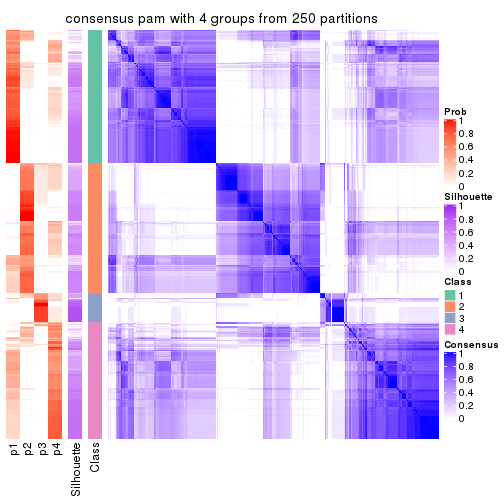 consensus pam with 4 groups from 250 partitions
Prob
1
0.8
0.6
0.4
0.2
0
Silhouette
1
0.8
0.6
0.4
0.2
0
Class
1
2
3
4
Consensus
1
0.8
0.6
0.4
0.2
0
p1
p2
p3
p4
Silhouette
Class